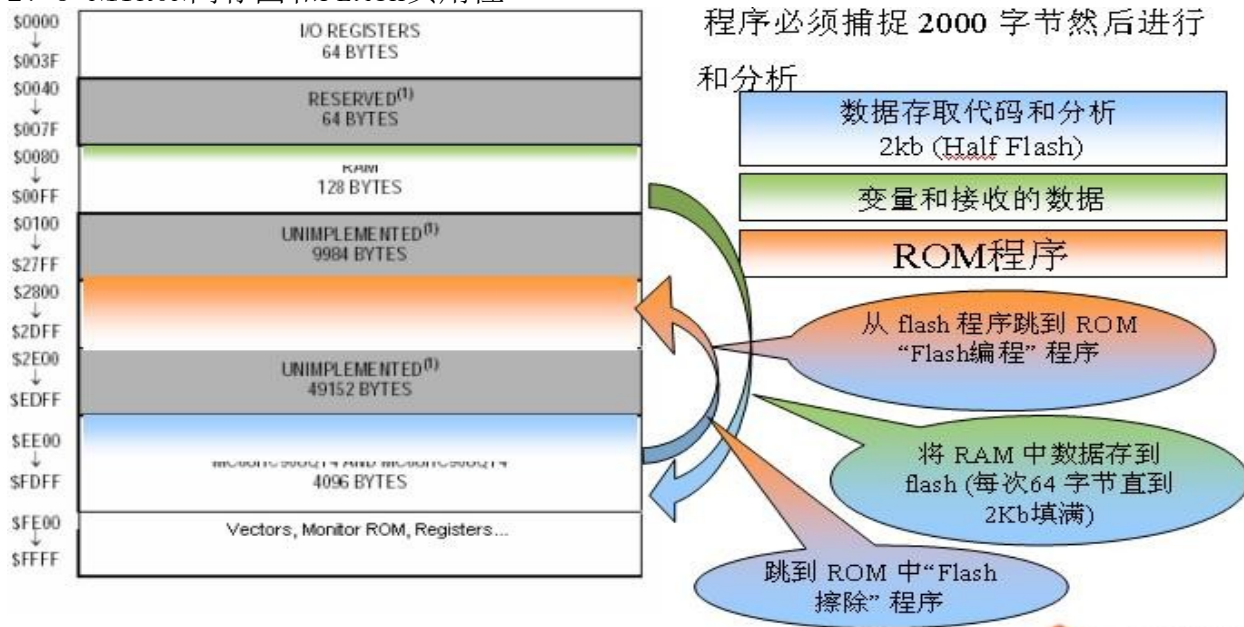 $0000
↓
$003F
I/O REGISTERS
64 BYTES
$0040
↓
$007F
RESERVED(1)
64 BYTES
$0080
↓
$00FF
RAM
128 BYTES
$0100
↓
$27FF
UNIMPLEMENTED(1)
9984 BYTES
$2800
↓
$2DFF
$2E00
↓
$EDFF
UNIMPLEMENTED(1)
49152 BYTES
$EE00
↓
$FDFF
4096 BYTES
$FE00
↓
$FFFF
Vectors, Monitor ROM, Registers...
程序必须捕捉 2000 字节然后进行
和分析
数据存取代码和分析
2kb (Half Flash)
变量和接收的数据
ROM程序
从 flash 程序跳到 ROM
“Flash编程” 程序
将 RAM 中数据存到
flash (每次64 字节直到
2Kb填满)
跳到 ROM 中“Flash
擦除” 程序